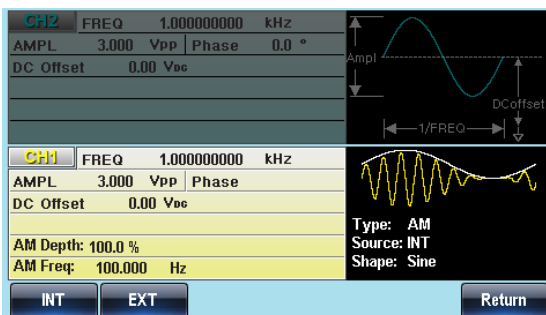 CH2 FREQ 1.000000000 kHz
AMPL 3.000 Vpp Phase 0.0 °
DC Offset 0.00 VDC
Ampl
DCoffset
1/FREQ
CH1 FREQ 1.000000000 kHz
AMPL 3.000 Vpp Phase
DC Offset 0.00 VDC
AM Depth: 100.0 %
AM Freq: 100.000 Hz
Type: AM
Source: INT
Shape: Sine
INT EXT Return